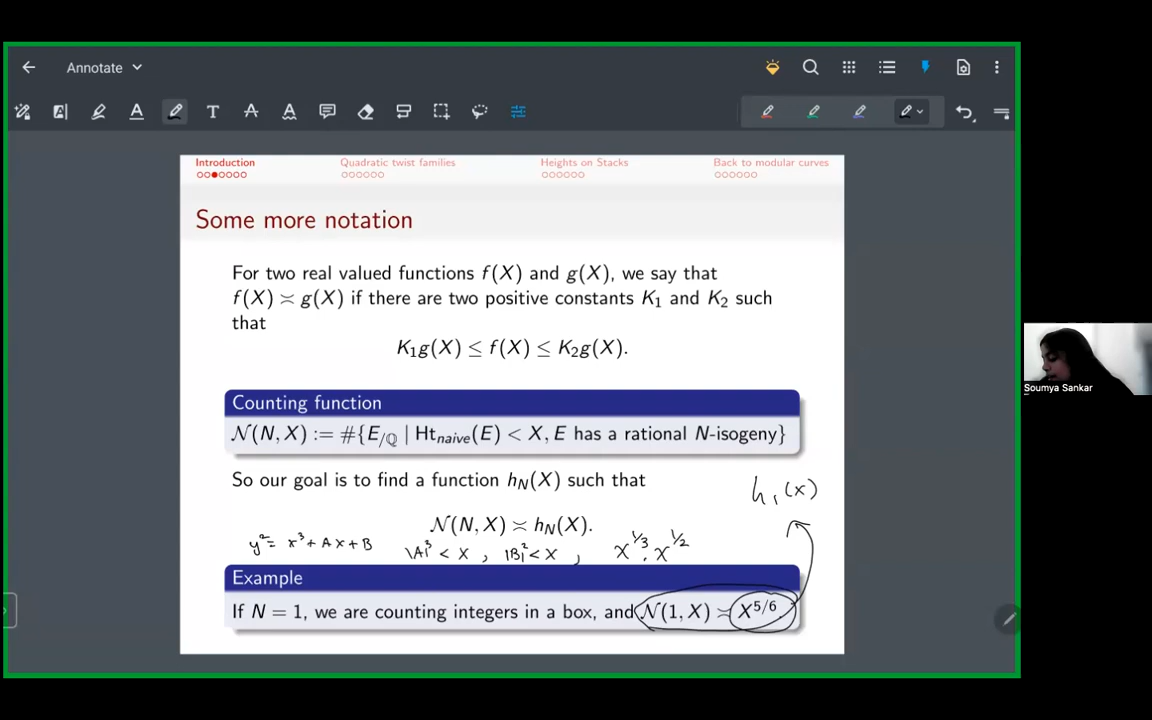 Annotate
Introduction Quadratic twist families Heights on Stacks Back to modular curves
Some more notation
For two real valued functions f(X) and g(X), we say that
f(X) ≍ g(X) if there are two positive constants K₁ and K₂ such
that
K₁g(X) ≤ f(X) ≤ K₂g(X).
Counting function
𝒩(N, X) := #{E/ℚ | Ht_naive(E) < X, E has a rational N-isogeny}
So our goal is to find a function h_N(X) such that
h₁(x)
𝒩(N, X) ≍ h_N(X).
y² = x³ + Ax + B |A|³ < X , |B|² < X , X^1/3 . X^1/2
Example
If N = 1, we are counting integers in a box, and 𝒩(1, X) ≍ X^5/6
Soumya Sankar